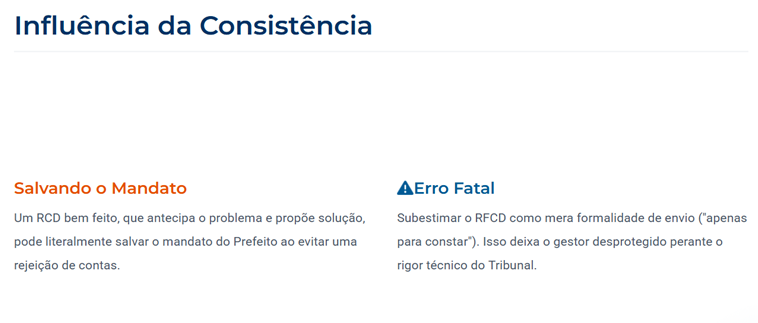 Influência da Consistência
Salvando o Mandato
Um RCD bem feito, que antecipa o problema e propõe solução,
pode literalmente salvar o mandato do Prefeito ao evitar uma
rejeição de contas.
Erro Fatal
Subestimar o RFCD como mera formalidade de envio ("apenas
para constar"). Isso deixa o gestor desprotegido perante o
rigor técnico do Tribunal.